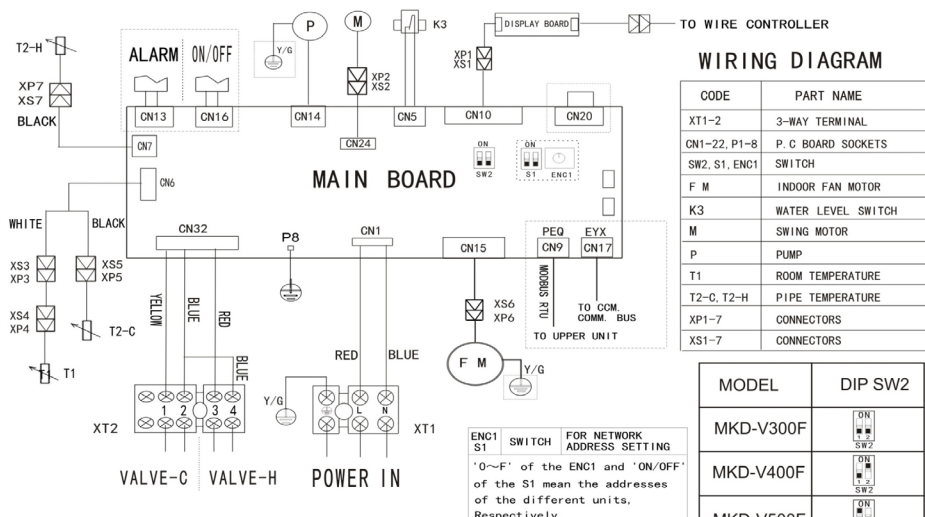 P
M
K3
DISPLAY BOARD
TO WIRE CONTROLLER
T2-H
ALARM
ON/OFF
Y/G
XP1
XS1
XP2
XS2
XP7
XS7
BLACK
WIRING DIAGRAM
CODE PART NAME
XT1-2 3-WAY TERMINAL
CN1-22, P1-8 P.C BOARD SOCKETS
SW2, S1, ENC1 SWITCH
F M INDOOR FAN MOTOR
K3 WATER LEVEL SWITCH
M SWING MOTOR
P PUMP
T1 ROOM TEMPERATURE
T2-C, T2-H PIPE TEMPERATURE
XP1-7 CONNECTORS
XS1-7 CONNECTORS
CN13
CN16
CN14
CN5
CN10
CN20
CN24
CN7
CN6
ON
SW2
ON
S1
ENC1
MAIN BOARD
WHITE
BLACK
CN32
P8
CN1
CN15
PEQ
CN9
EYX
CN17
XS3
XP3
XS5
XP5
XS4
XP4
T2-C
T1
YELLOW
BLUE
RED
BLUE
RED
BLUE
MODBUS RTU
TO CCM.
COMM. BUS
TO UPPER UNIT
XS6
XP6
F M
Y/G
Y/G
XT2
1 2 3 4
L N
XT1
VALVE-C
VALVE-H
POWER IN
ENC1
S1
SWITCH
FOR NETWORK
ADDRESS SETTING
'0～F' of the ENC1 and 'ON/OFF'
of the S1 mean the addresses
of the different units,
Respectively
MODEL DIP SW2
MKD-V300F
ON
1 2
SW2
MKD-V400F
ON
1 2
SW2
MKD-V500F
ON